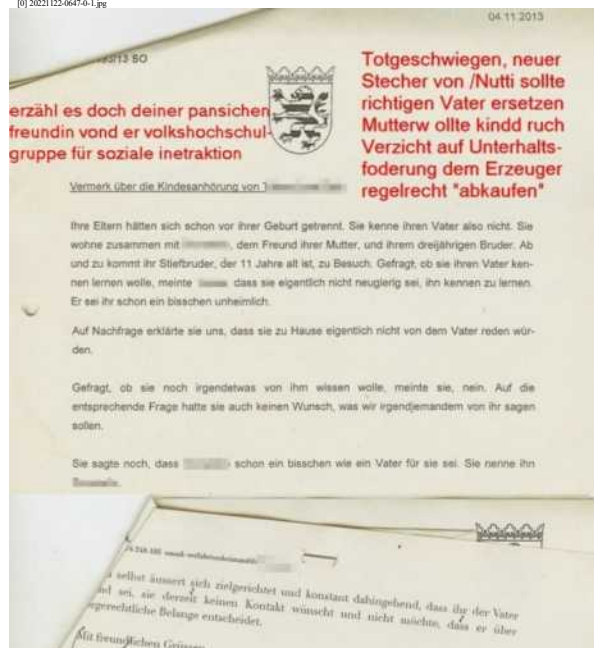 [0] 20221122-0647-0-1.jpg
04.11.2013
/13 SO
Totgeschwiegen, neuer
Stecher von /Nutti sollte
richtigen Vater ersetzen
Mutterw ollte kindd ruch
Verzicht auf Unterhalts-
foderung dem Erzeuger
regelrecht "abkaufen"
erzähl es doch deiner pansichen
freundin vond er volkshochschul-
gruppe für soziale inetraktion
Vermerk über die Kindesanhörung von
Ihre Eltern hätten sich schon vor ihrer Geburt getrennt. Sie kenne ihren Vater also nicht. Sie
wohne zusammen mit , dem Freund ihrer Mutter, und ihrem dreijährigen Bruder. Ab
und zu kommt ihr Stiefbruder, der 11 Jahre alt ist, zu Besuch. Gefragt, ob sie ihren Vater ken-
nen lernen wolle, meinte dass sie eigentlich nicht neugierig sei, ihn kennen zu lernen.
Er sei ihr schon ein bisschen unheimlich.
Auf Nachfrage erklärte sie uns, dass sie zu Hause eigentlich nicht von dem Vater reden wür-
den.
Gefragt, ob sie noch irgendetwas von ihm wissen wolle, meinte sie, nein. Auf die
entsprechende Frage hatte sie auch keinen Wunsch, was wir irgendjemandem von ihr sagen
sollen.
Sie sagte noch, dass schon ein bisschen wie ein Vater für sie sei. Sie nenne ihn
selbst äussert sich zielgerichtet und konstant dahingehend, dass ihr der Vater
sei, sie derzeit keinen Kontakt wünscht und nicht möchte, dass er über
sorgerechtliche Belange entscheidet.
Mit freundlichen Grüssen